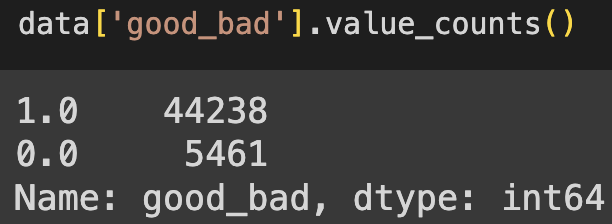 data['good_bad'].value_counts()
1.0    44238
0.0     5461
Name: good_bad, dtype: int64